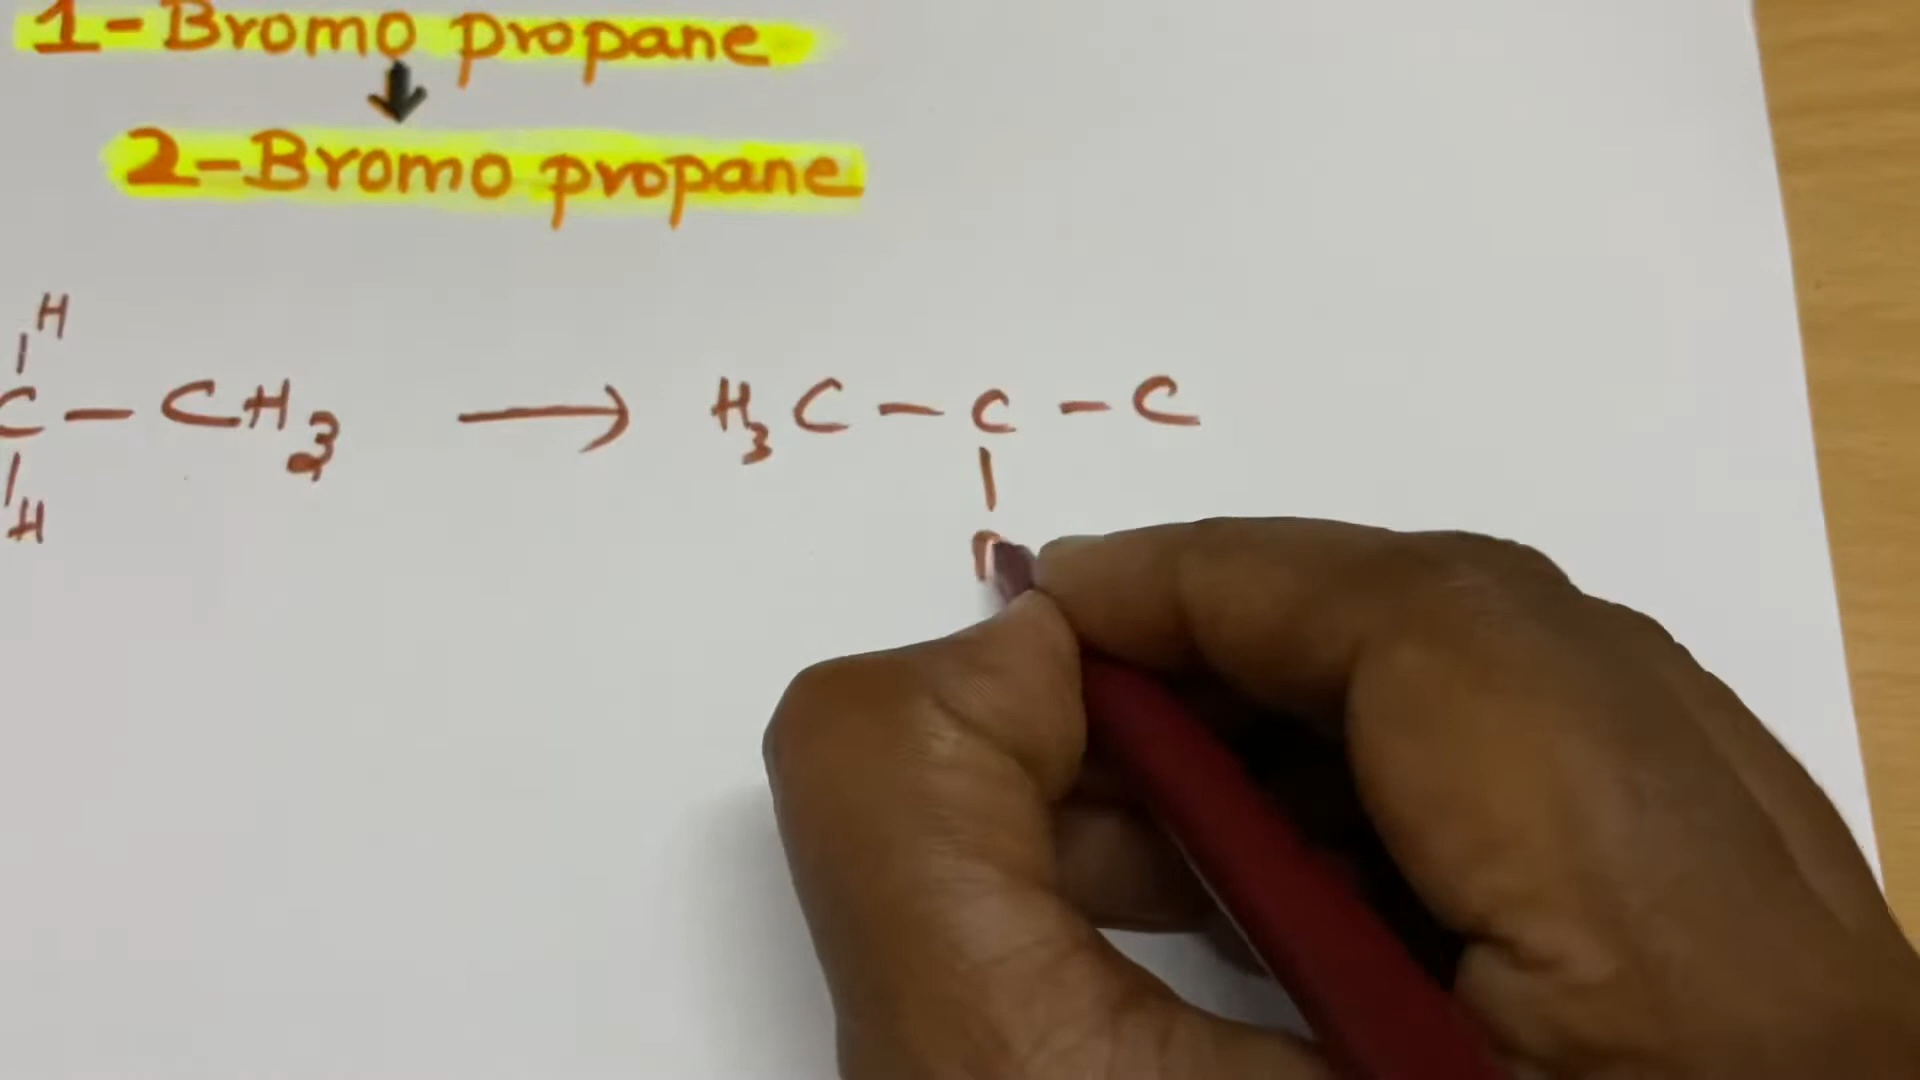 1-Bromo propane
↓
2-Bromo propane
H
C - CH3 → H3C - C - C
H